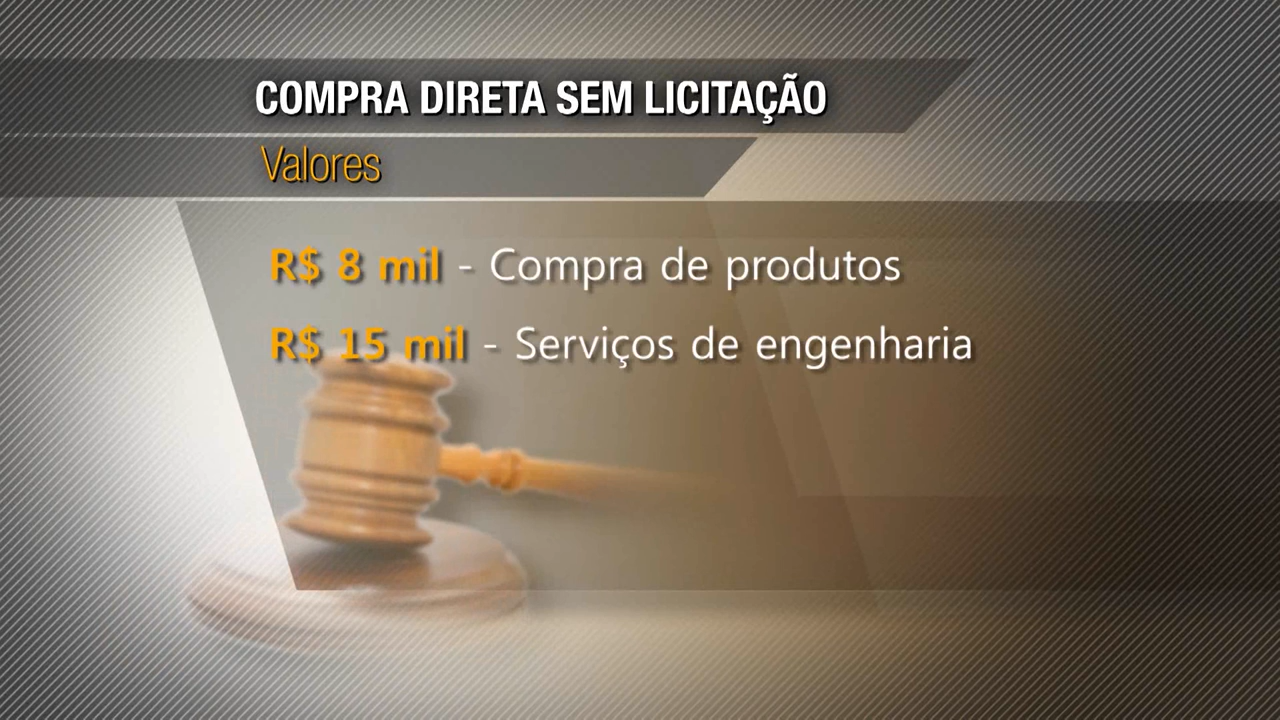 COMPRA DIRETA SEM LICITAÇÃO
Valores
R$ 8 mil - Compra de produtos
R$ 15 mil - Serviços de engenharia